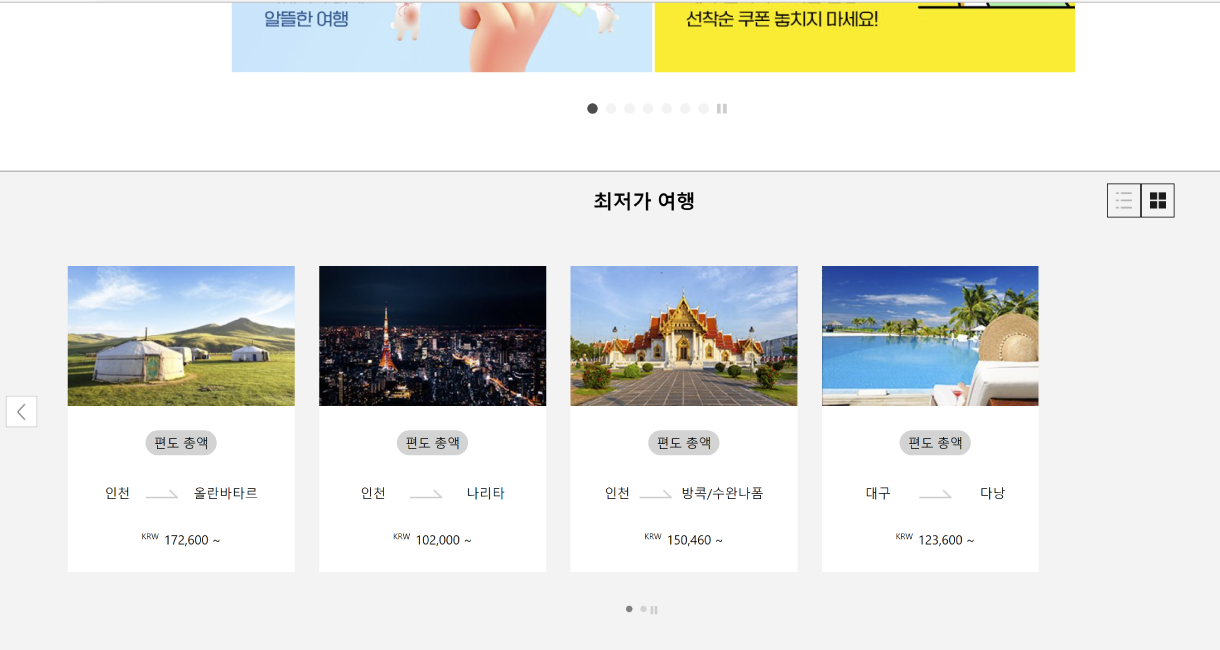 알뜰한 여행
선착순 쿠폰 놓치지 마세요!
최저가 여행
편도 총액
인천 올란바타르
KRW 172,600 ~
편도 총액
인천 나리타
KRW 102,000 ~
편도 총액
인천 방콕/수완나폼
KRW 150,460 ~
편도 총액
대구 다낭
KRW 123,600 ~